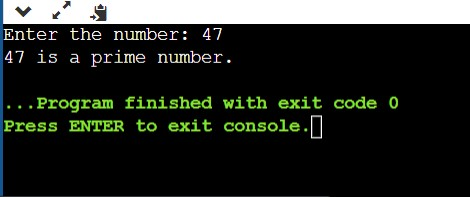 Enter the number: 47
47 is a prime number.
...Program finished with exit code 0
Press ENTER to exit console.